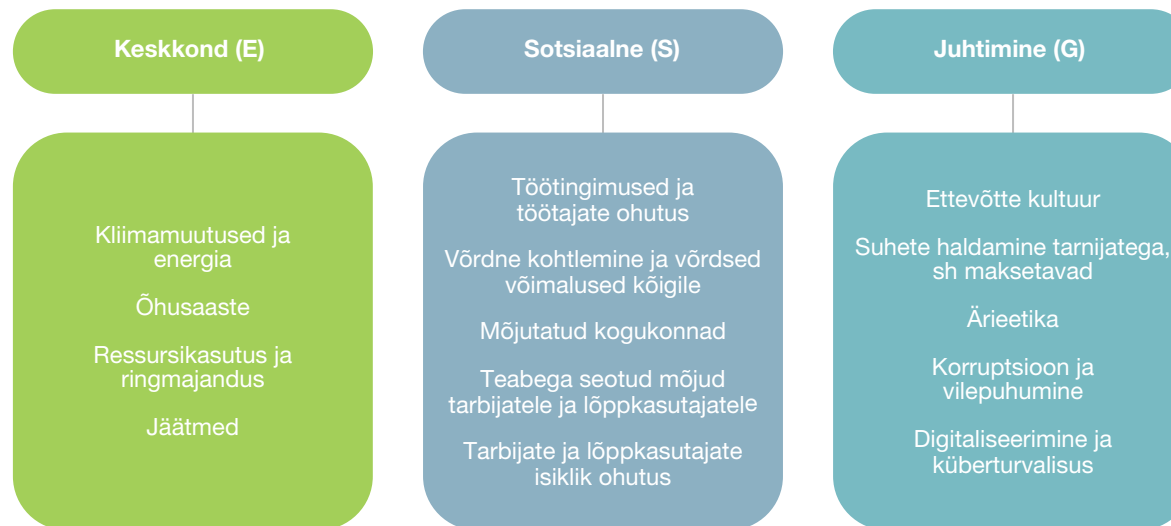 Keskkond (E)
Kliimamuutused ja
energia
Õhusaaste
Ressursikasutus ja
ringmajandus
Jäätmed
Sotsiaalne (S)
Töötingimused ja
töötajate ohutus
Võrdne kohtlemine ja võrdsed
võimalused kõigile
Mõjutatud kogukonnad
Teabega seotud mõjud
tarbijatele ja lõppkasutajatele
Tarbijate ja lõppkasutajate
isiklik ohutus
Juhtimine (G)
Ettevõtte kultuur
Suhete haldamine tarnijatega,
sh maksetavad
Ärieetika
Korruptsioon ja
vilepuhumine
Digitaliseerimine ja
küberturvalisus